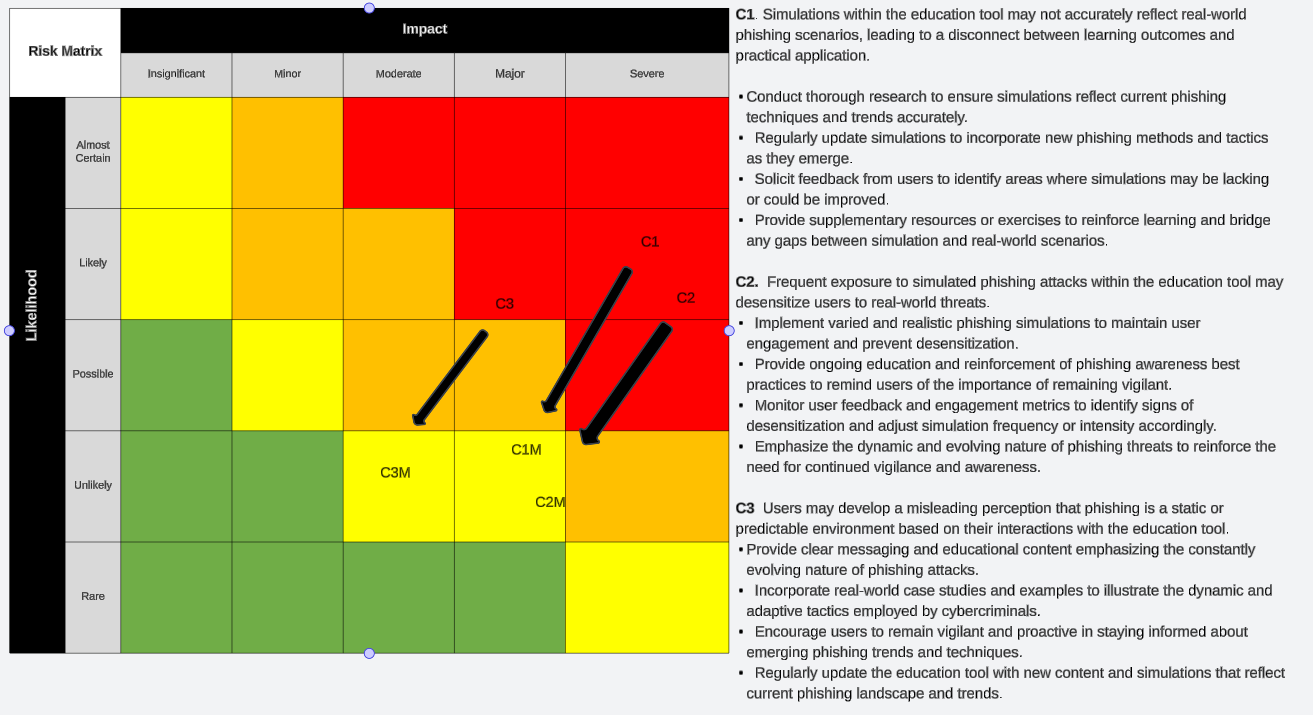 Risk Matrix
Impact
Insignificant
Minor
Moderate
Major
Severe
Likelihood
Almost
Certain
Likely
C1
C2
C3
Possible
Unlikely
C1M
C3M
C2M
Rare
C1. Simulations within the education tool may not accurately reflect real-world
phishing scenarios, leading to a disconnect between learning outcomes and
practical application.
• Conduct thorough research to ensure simulations reflect current phishing
techniques and trends accurately.
• Regularly update simulations to incorporate new phishing methods and tactics
as they emerge.
• Solicit feedback from users to identify areas where simulations may be lacking
or could be improved.
• Provide supplementary resources or exercises to reinforce learning and bridge
any gaps between simulation and real-world scenarios.
C2. Frequent exposure to simulated phishing attacks within the education tool may
desensitize users to real-world threats.
• Implement varied and realistic phishing simulations to maintain user
engagement and prevent desensitization.
• Provide ongoing education and reinforcement of phishing awareness best
practices to remind users of the importance of remaining vigilant.
• Monitor user feedback and engagement metrics to identify signs of
desensitization and adjust simulation frequency or intensity accordingly.
• Emphasize the dynamic and evolving nature of phishing threats to reinforce the
need for continued vigilance and awareness.
C3 Users may develop a misleading perception that phishing is a static or
predictable environment based on their interactions with the education tool.
• Provide clear messaging and educational content emphasizing the constantly
evolving nature of phishing attacks.
• Incorporate real-world case studies and examples to illustrate the dynamic and
adaptive tactics employed by cybercriminals.
• Encourage users to remain vigilant and proactive in staying informed about
emerging phishing trends and techniques.
• Regularly update the education tool with new content and simulations that reflect
current phishing landscape and trends.